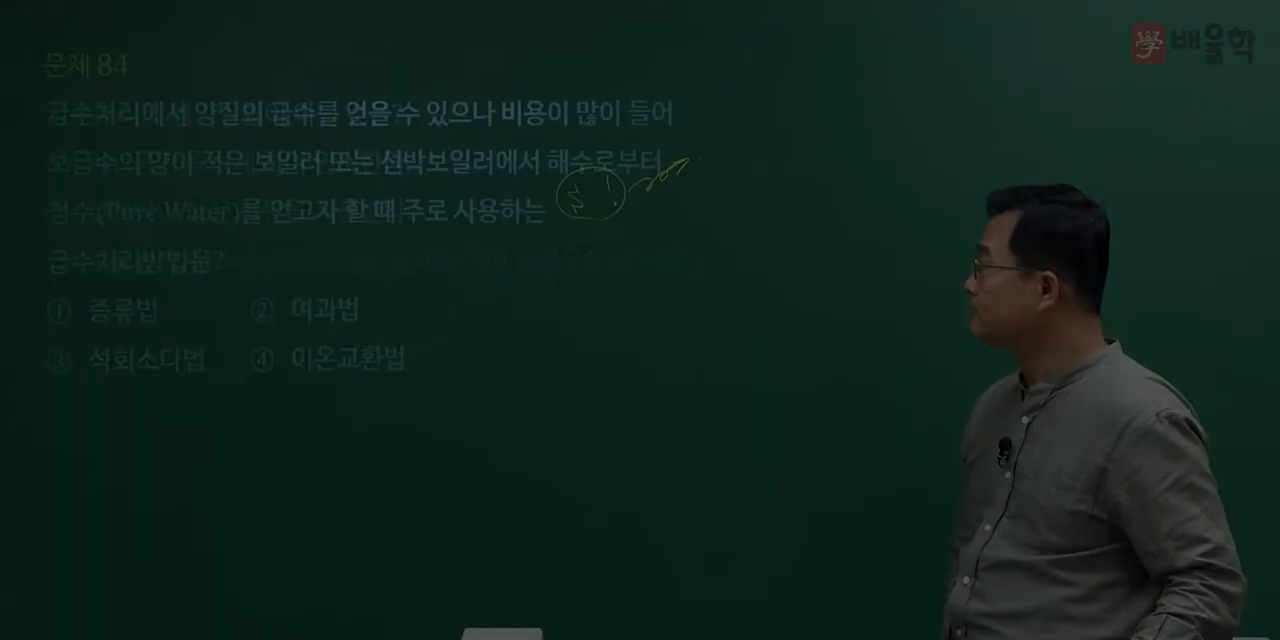 學 배울학
문제 84
급수처리에서 양질의 급수를 얻을 수 있으나 비용이 많이 들어
보급수의 양이 적은 보일러 또는 선박보일러에서 해수로부터
청수(Pure Water)를 얻고자 할 때 주로 사용하는
급수처리방법은?
① 증류법 ② 여과법
③ 석회소다법 ④ 이온교환법